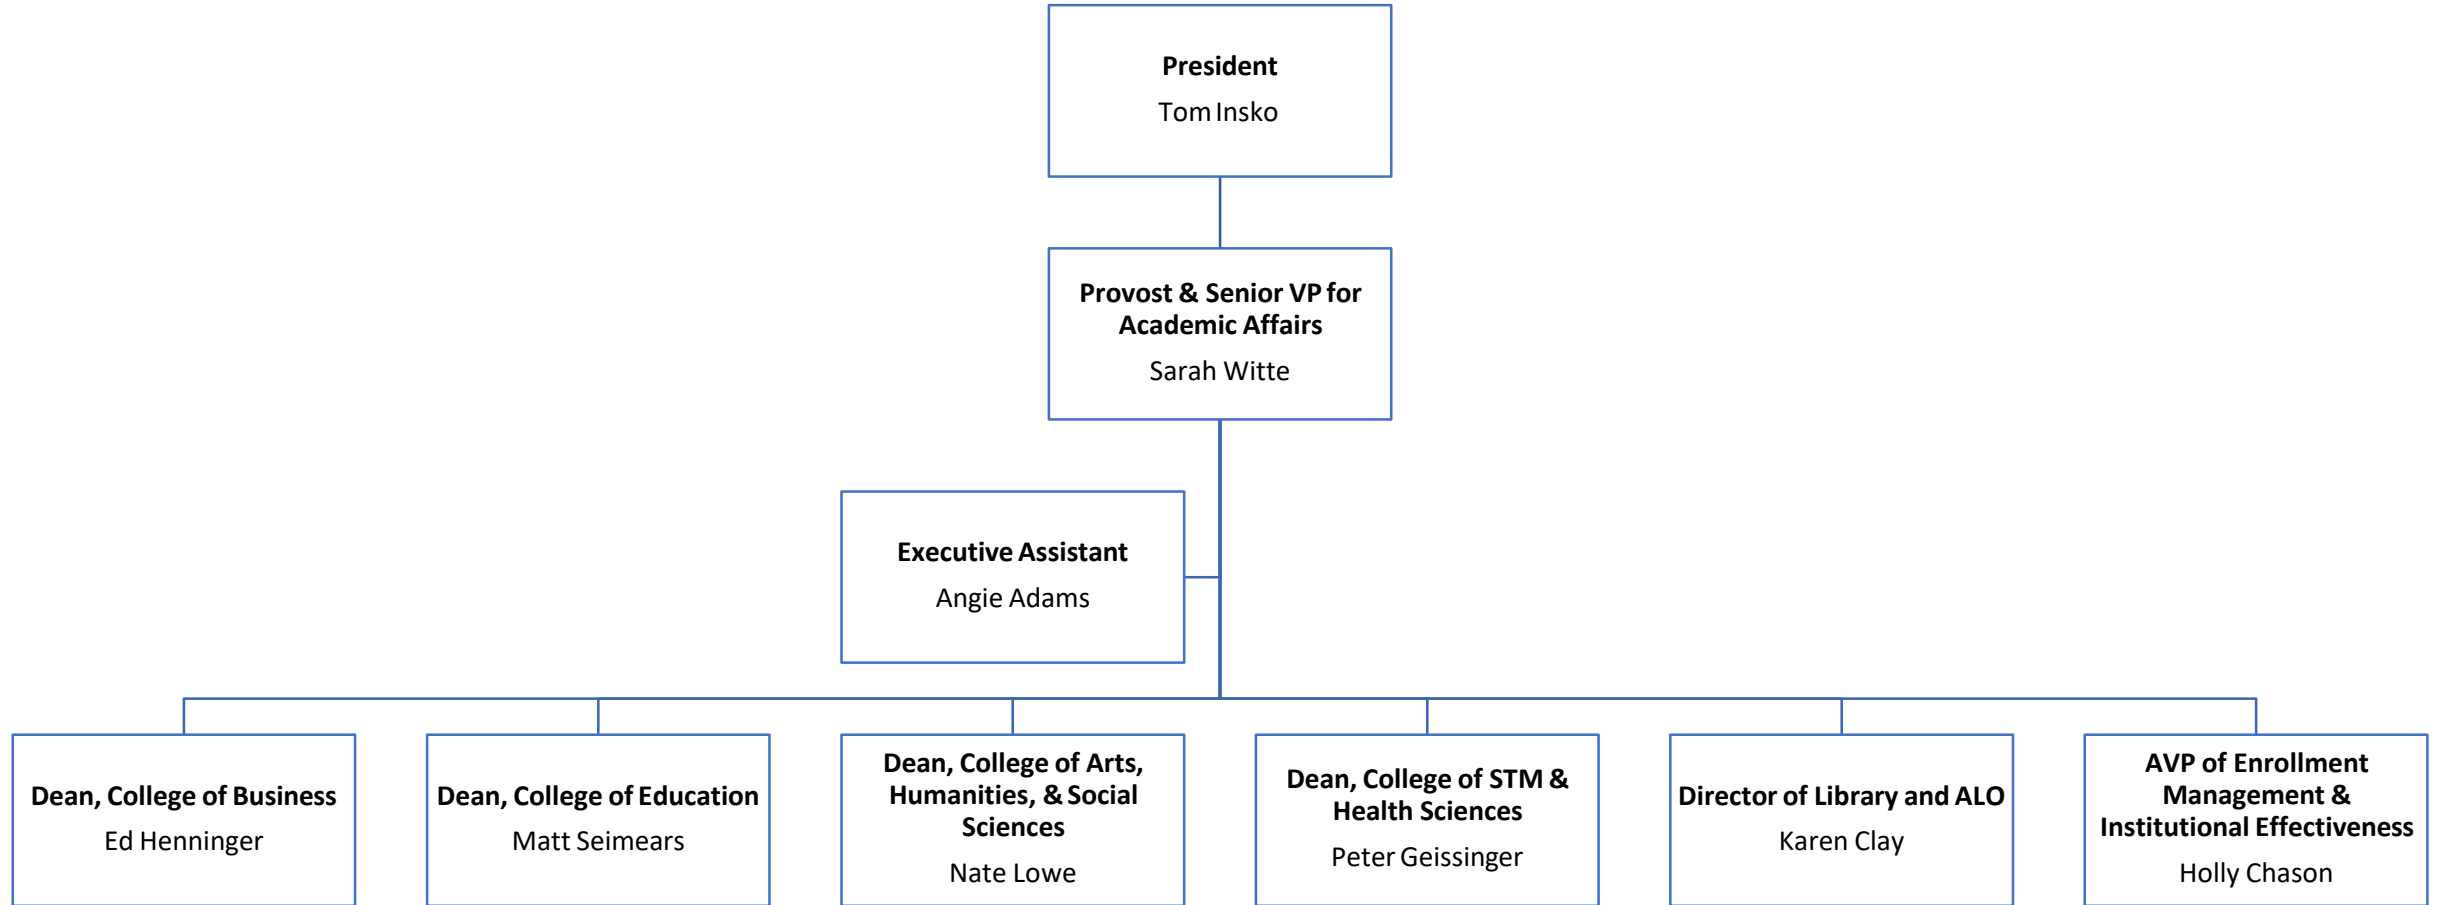 President
Tom Insko
Provost & Senior VP for
Academic Affairs
Sarah Witte
Executive Assistant
Angie Adams
Dean, College of Business
Ed Henninger
Dean, College of Education
Matt Seimears
Dean, College of Arts,
Humanities, & Social
Sciences
Nate Lowe
Dean, College of STM &
Health Sciences
Peter Geissinger
Director of Library and ALO
Karen Clay
AVP of Enrollment
Management &
Institutional Effectiveness
Holly Chason